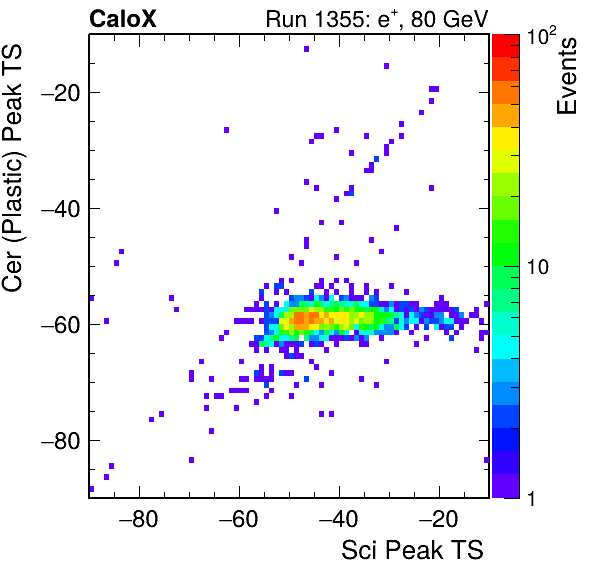 CaloX Run 1355: e⁺, 80 GeV
10²
Events
10
1
Cer (Plastic) Peak TS
−20
−40
−60
−80
−80 −60 −40 −20
Sci Peak TS